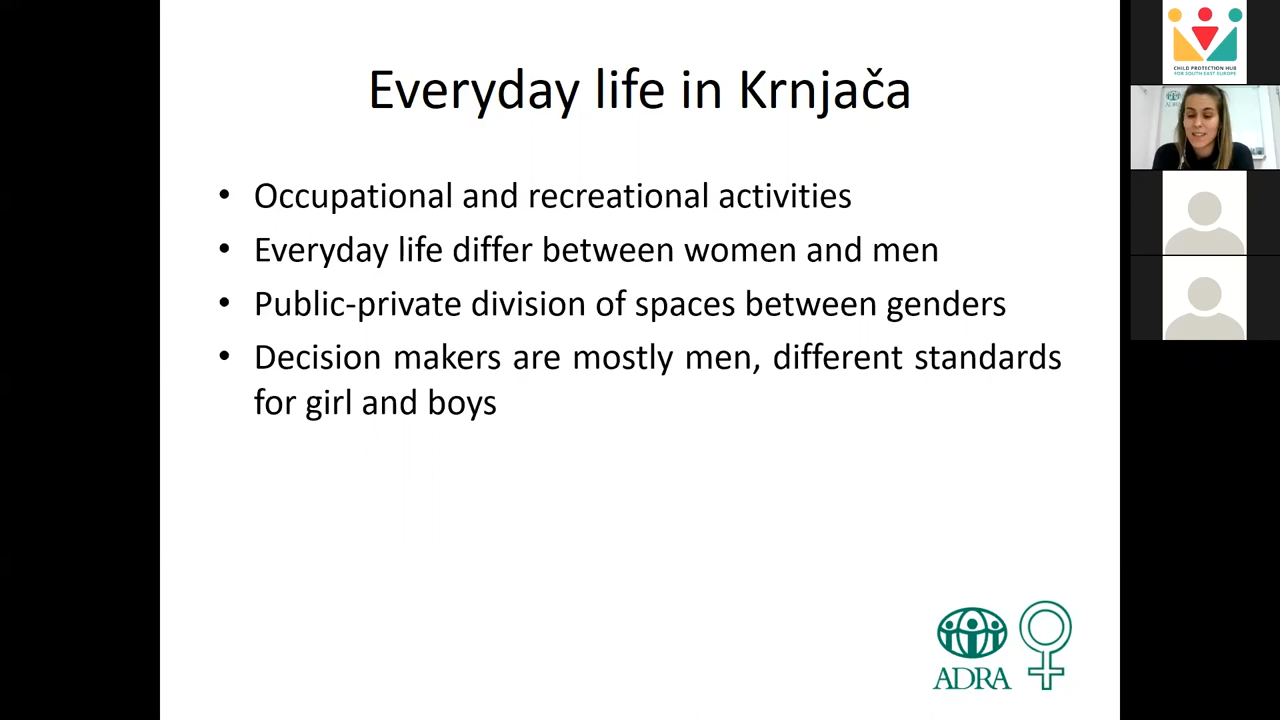 Everyday life in Krnjača
• Occupational and recreational activities
• Everyday life differ between women and men
• Public-private division of spaces between genders
• Decision makers are mostly men, different standards
for girl and boys
ADRA
CHILD PROTECTION HUB
FOR SOUTH EAST EUROPE
ADRA